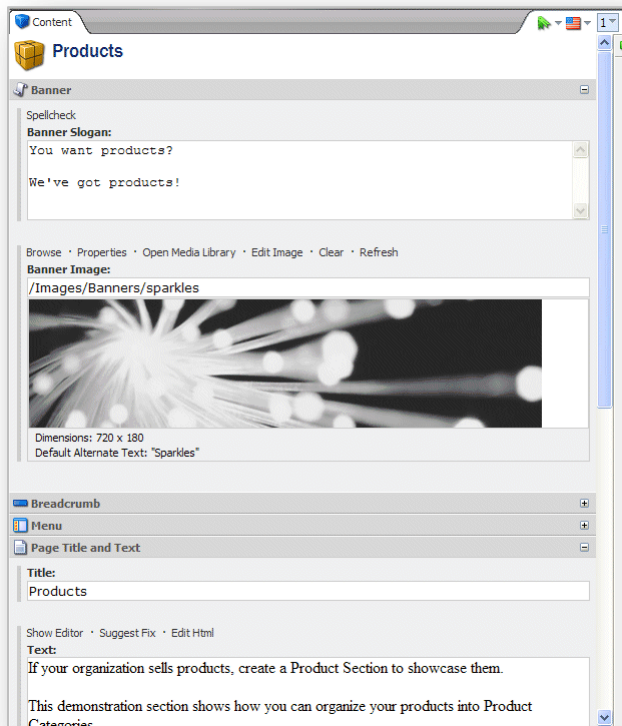 Content
1
Products
Banner
Spellcheck
Banner Slogan:
You want products?
We've got products!
Browse · Properties · Open Media Library · Edit Image · Clear · Refresh
Banner Image:
/Images/Banners/sparkles
Dimensions: 720 x 180
Default Alternate Text: "Sparkles"
Breadcrumb
Menu
Page Title and Text
Title:
Products
Show Editor · Suggest Fix · Edit Html
Text:
If your organization sells products, create a Product Section to showcase them.
This demonstration section shows how you can organize your products into Product
Categories